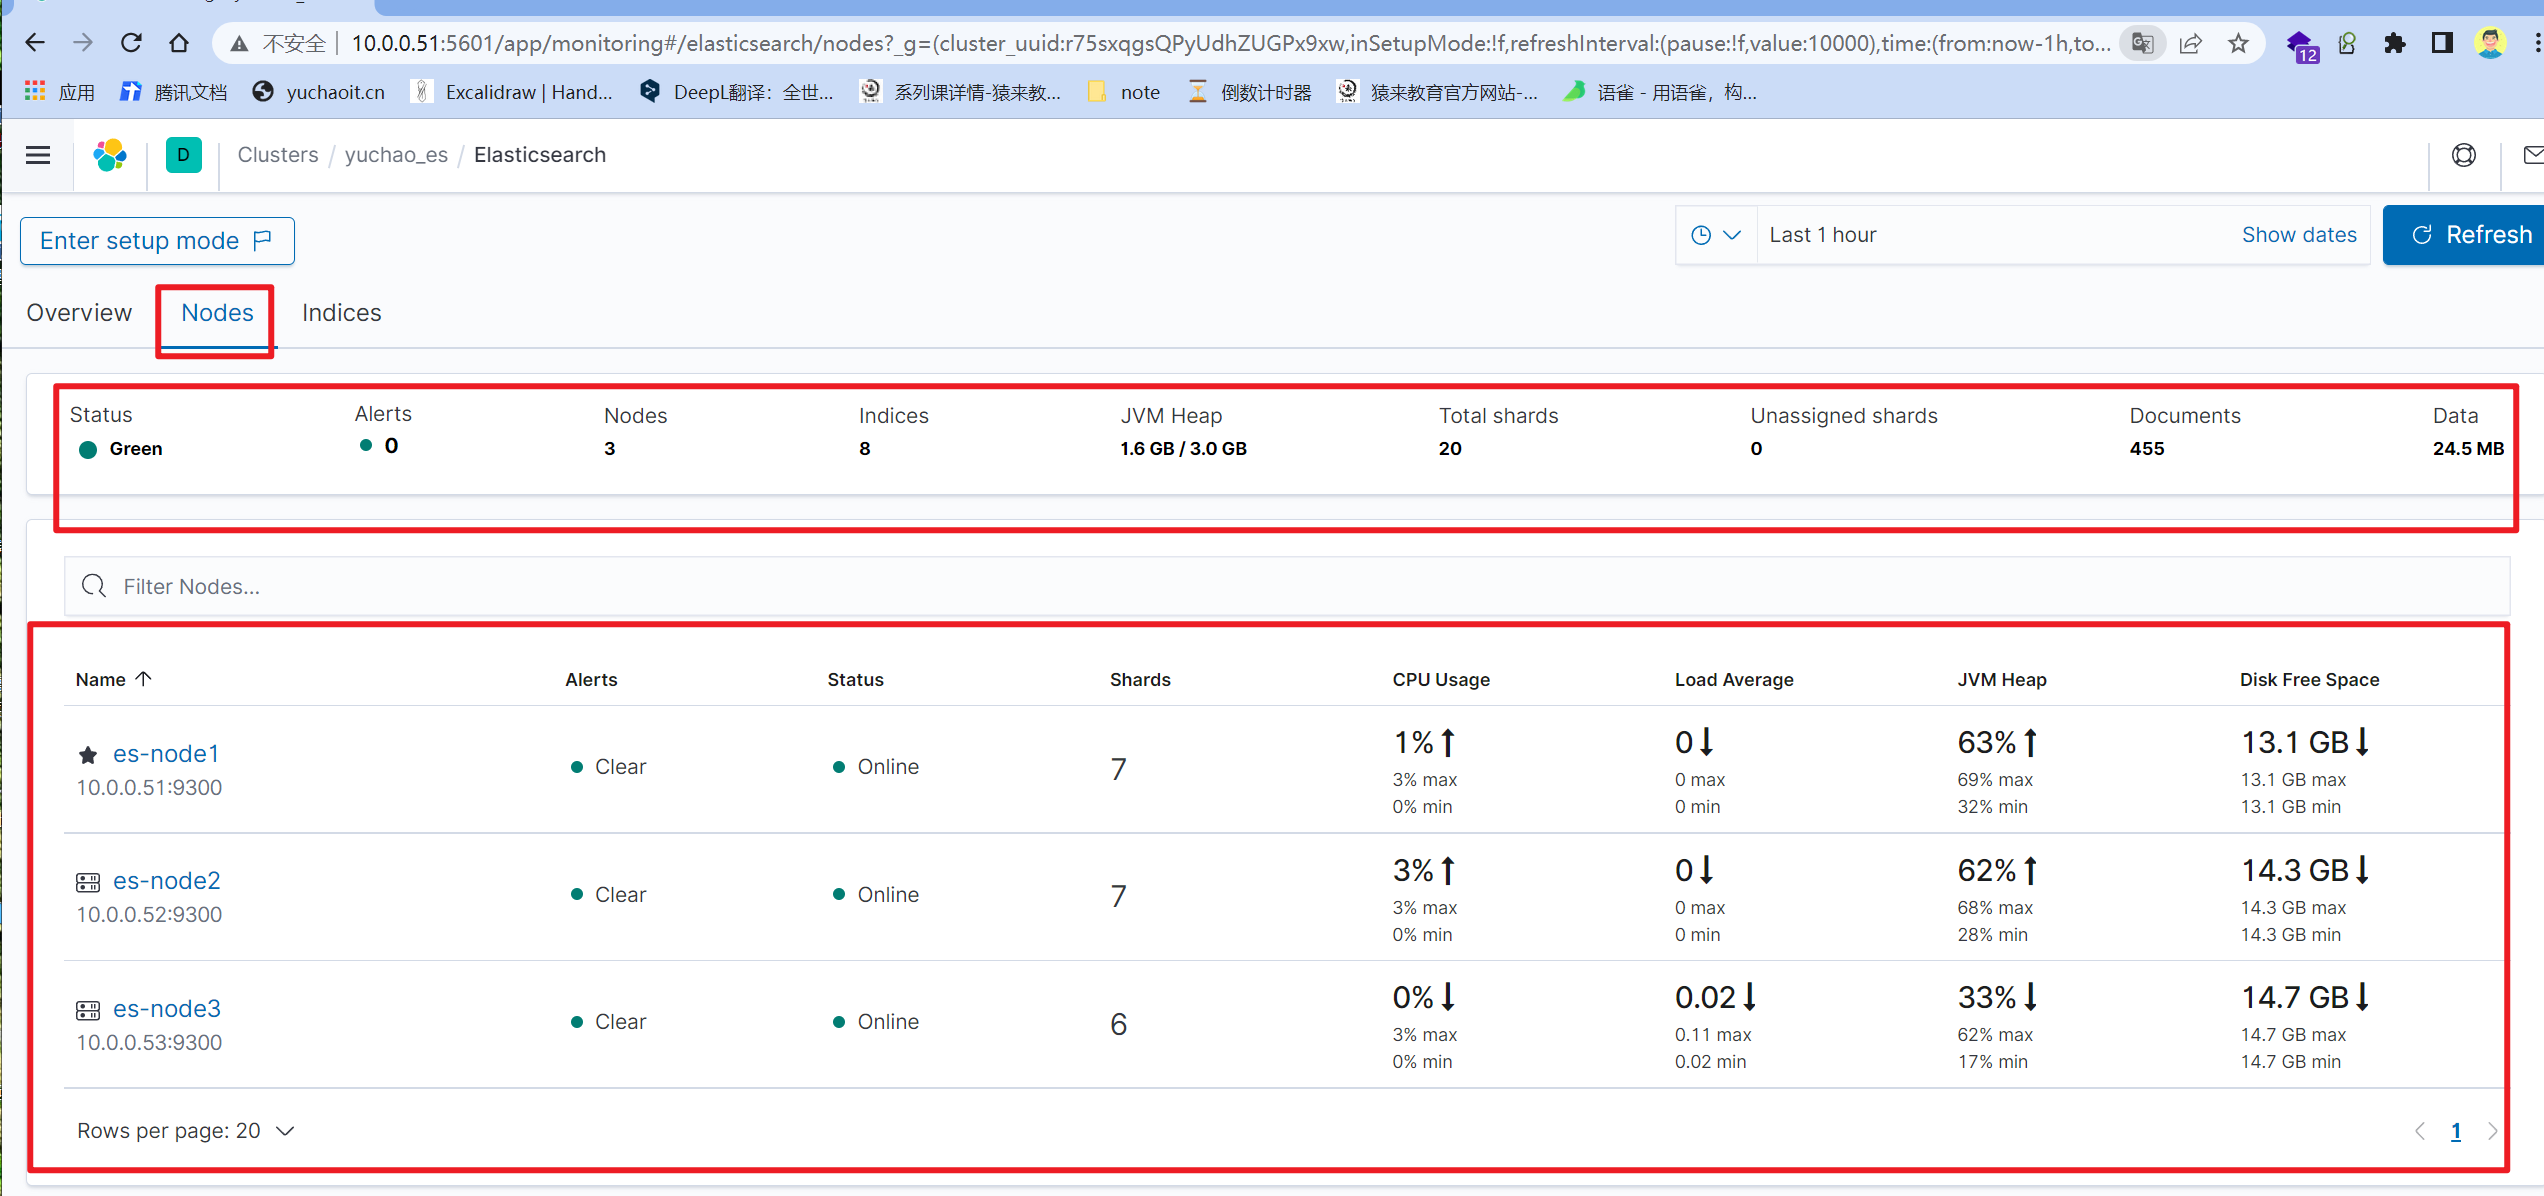 不安全 10.0.0.51:5601/app/monitoring#/elasticsearch/nodes?_g=(cluster_uuid:r75sxqgsQPyUdhZUGPx9xw,inSetupMode:!f,refreshInterval:(pause:!f,value:10000),time:(from:now-1h,to... 12
应用 腾讯文档 yuchaoit.cn Excalidraw | Hand... DeepL翻译：全世... 系列课详情-猿来教... note 倒数计时器 猿来教育官方网站-... 语雀 - 用语雀，构...
D Clusters / yuchao_es / Elasticsearch
Enter setup mode Last 1 hour Show dates Refresh
Overview Nodes Indices
Status Alerts Nodes Indices JVM Heap Total shards Unassigned shards Documents Data
Green 0 3 8 1.6 GB / 3.0 GB 20 0 455 24.5 MB
Filter Nodes...
Name Alerts Status Shards CPU Usage Load Average JVM Heap Disk Free Space
es-node1 Clear Online 7 1% 0 63% 13.1 GB
10.0.0.51:9300 3% max 0 max 69% max 13.1 GB max
0% min 0 min 32% min 13.1 GB min
es-node2 Clear Online 7 3% 0 62% 14.3 GB
10.0.0.52:9300 3% max 0 max 68% max 14.3 GB max
0% min 0 min 28% min 14.3 GB min
es-node3 Clear Online 6 0% 0.02 33% 14.7 GB
10.0.0.53:9300 3% max 0.11 max 62% max 14.7 GB max
0% min 0.02 min 17% min 14.7 GB min
Rows per page: 20 1